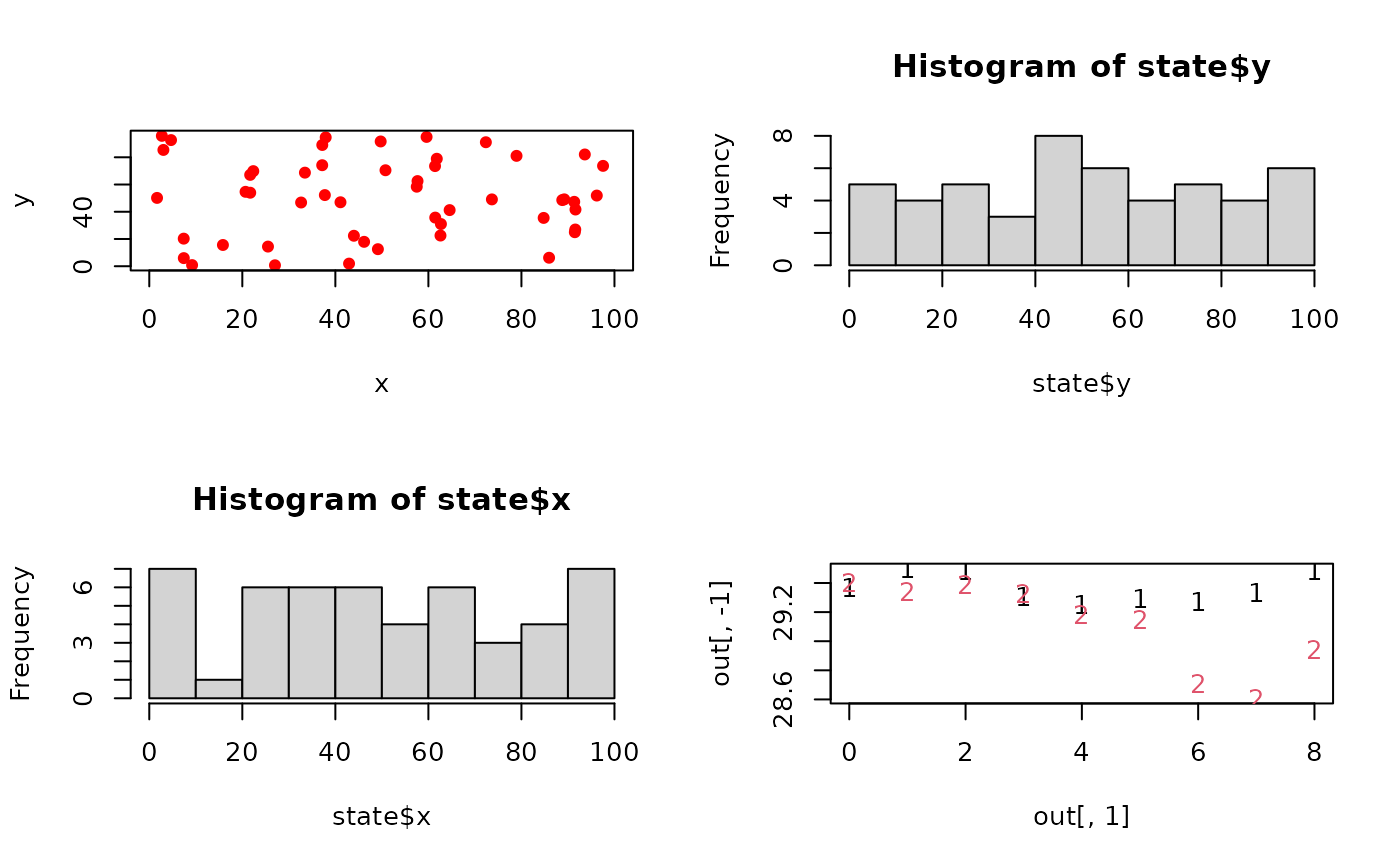 y
40
0
0 20 40 60 80 100
x
Histogram of state$y
Frequency
8
4
0
0 20 40 60 80 100
state$y
Histogram of state$x
Frequency
6
3
0
0 20 40 60 80 100
state$x
out[, -1]
29.2
28.6
1 1 1 1 1 1 1 1 1
2 2 2 2 2 2 2 2 2
0 2 4 6 8
out[, 1]